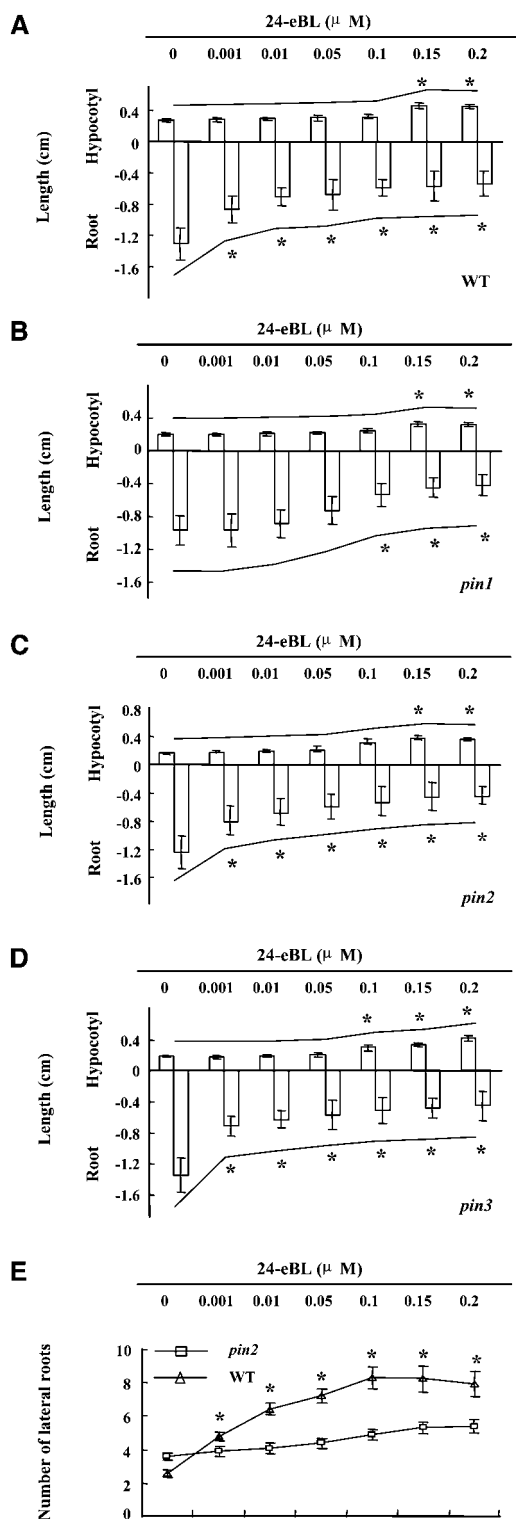 A
24-eBL (μ M)
0 0.001 0.01 0.05 0.1 0.15 0.2
* *
Length (cm)
Hypocotyl
Root
0.4
0
-0.4
-0.8
-1.2
-1.6
* * * * * *
WT
B
24-eBL (μ M)
0 0.001 0.01 0.05 0.1 0.15 0.2
* *
Length (cm)
Hypocotyl
Root
0.4
0
-0.4
-0.8
-1.2
-1.6
* * *
pin1
C
24-eBL (μ M)
0 0.001 0.01 0.05 0.1 0.15 0.2
* *
Length (cm)
Hypocotyl
Root
0.8
0.4
0
-0.4
-0.8
-1.2
-1.6
* * * * * *
pin2
D
24-eBL (μ M)
0 0.001 0.01 0.05 0.1 0.15 0.2
* * *
Length (cm)
Hypocotyl
Root
0.4
0
-0.4
-0.8
-1.2
-1.6
* * * * * *
pin3
E
24-eBL (μ M)
0 0.001 0.01 0.05 0.1 0.15 0.2
Number of lateral roots
10
8
6
4
2
0
pin2
WT
* * * * * *